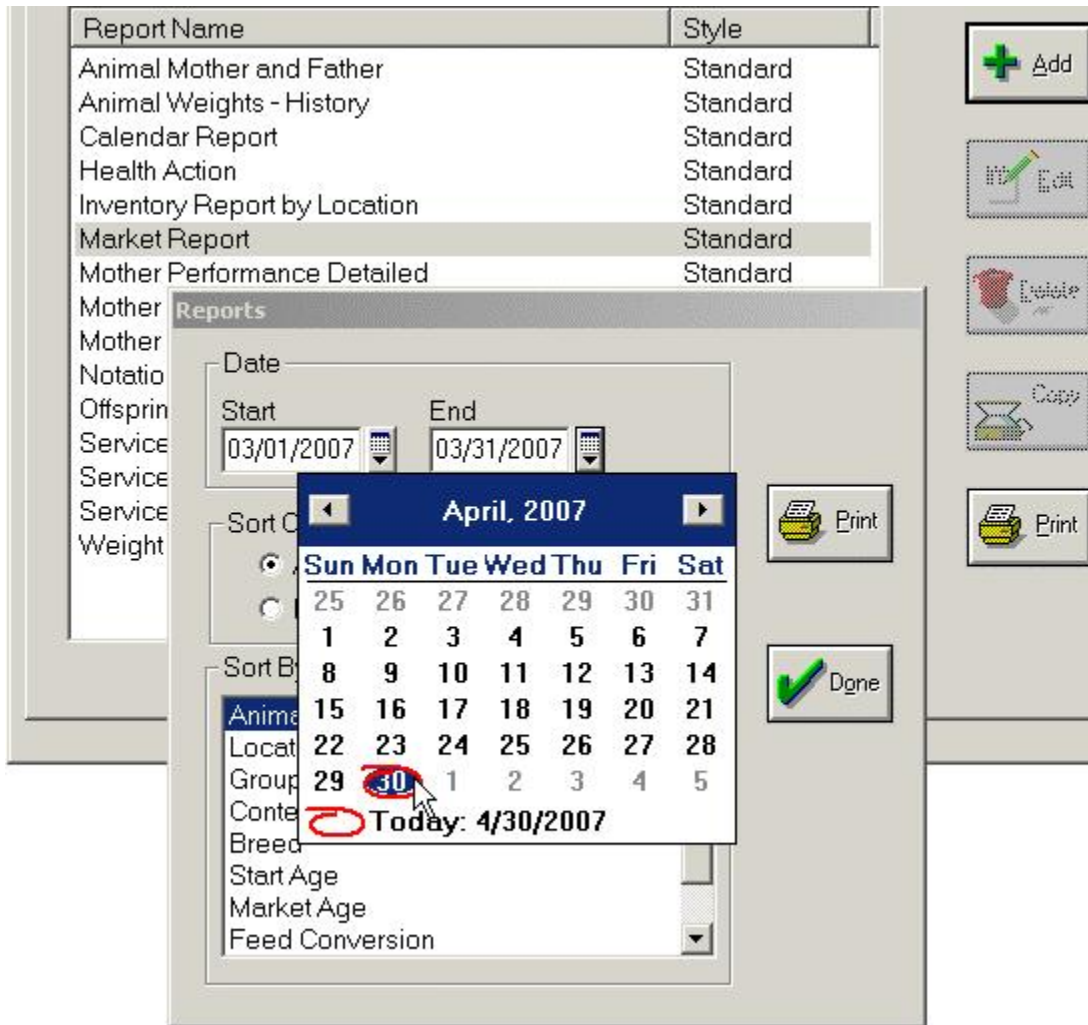 Report Name Style
Animal Mother and Father Standard
Animal Weights - History Standard
Calendar Report Standard
Health Action Standard
Inventory Report by Location Standard
Market Report Standard
Mother Performance Detailed Standard
Mother
Mother
Notatio
Offsprin
Service
Service
Service
Weight
Add
Edit
Delete
Copy
Print
Reports
Date
Start End
03/01/2007 03/31/2007
April, 2007
Sun Mon Tue Wed Thu Fri Sat
25 26 27 28 29 30 31
1 2 3 4 5 6 7
8 9 10 11 12 13 14
15 16 17 18 19 20 21
22 23 24 25 26 27 28
29 30 1 2 3 4 5
Today: 4/30/2007
Sort
Sort B
Anima
Locat
Group
Conte
Breed
Start Age
Market Age
Feed Conversion
Print
Done